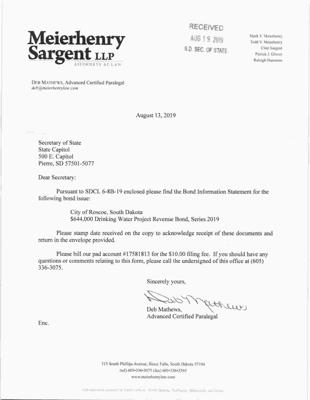 Meierhenry
Sargent LLP
ATTORNEYS AT LAW
RECEIVED
AUG 19 2019
S.D. SEC. OF STATE
Mark V. Meierhenry
Todd V. Meierhenry
Clint Sargent
Patrick J. Glover
Raleigh Hansman
DEB MATHEWS, Advanced Certified Paralegal
deb@meierhenrylaw.com
August 13, 2019
Secretary of State
State Capitol
500 E. Capitol
Pierre, SD 57501-5077
Dear Secretary:
Pursuant to SDCL 6-8B-19 enclosed please find the Bond Information Statement for the
following bond issue:
City of Roscoe, South Dakota
$644,000 Drinking Water Project Revenue Bond, Series 2019
Please stamp date received on the copy to acknowledge receipt of these documents and
return in the envelope provided.
Please bill our pad account #17581813 for the $10.00 filing fee. If you should have any
questions or comments relating to this letter, please call the undersigned of this office at (605)
336-3075.
Sincerely yours,
Deb Mathews
Deb Mathews,
Advanced Certified Paralegal
Enc.
315 South Phillips Avenue, Sioux Falls, South Dakota 57104
(tel) 605•336•3075 (fax) 605•336•2593
www.meierhenrylaw.com